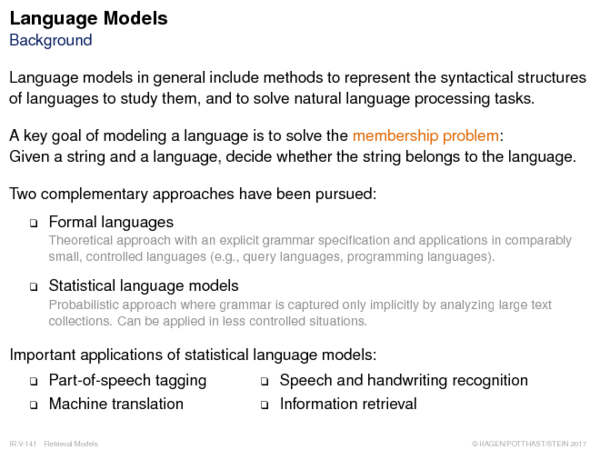 Language Models
Background
Language models in general include methods to represent the syntactical structures
of languages to study them, and to solve natural language processing tasks.
A key goal of modeling a language is to solve the membership problem:
Given a string and a language, decide whether the string belongs to the language.
Two complementary approaches have been pursued:
❑ Formal languages
Theoretical approach with an explicit grammar specification and applications in comparably
small, controlled languages (e.g., query languages, programming languages).
❑ Statistical language models
Probabilistic approach where grammar is captured only implicitly by analyzing large text
collections. Can be applied in less controlled situations.
Important applications of statistical language models:
❑ Part-of-speech tagging ❑ Speech and handwriting recognition
❑ Machine translation ❑ Information retrieval
IR:V-141 Retrieval Models © HAGEN/POTTHAST/STEIN 2017